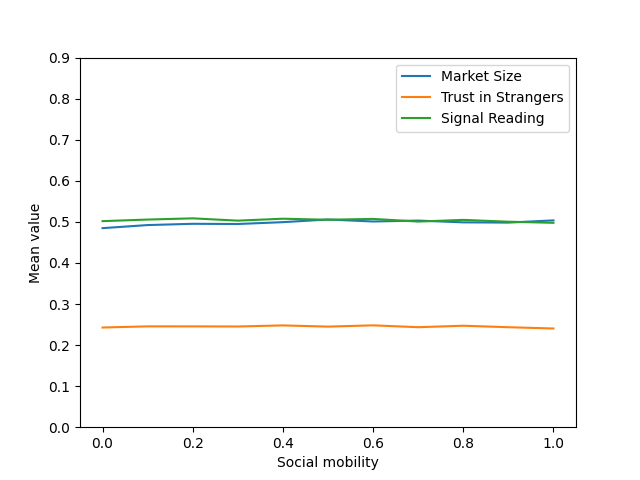 0.9
0.8
0.7
0.6
0.5
0.4
0.3
0.2
0.1
0.0
Mean value
Market Size
Trust in Strangers
Signal Reading
0.0 0.2 0.4 0.6 0.8 1.0
Social mobility